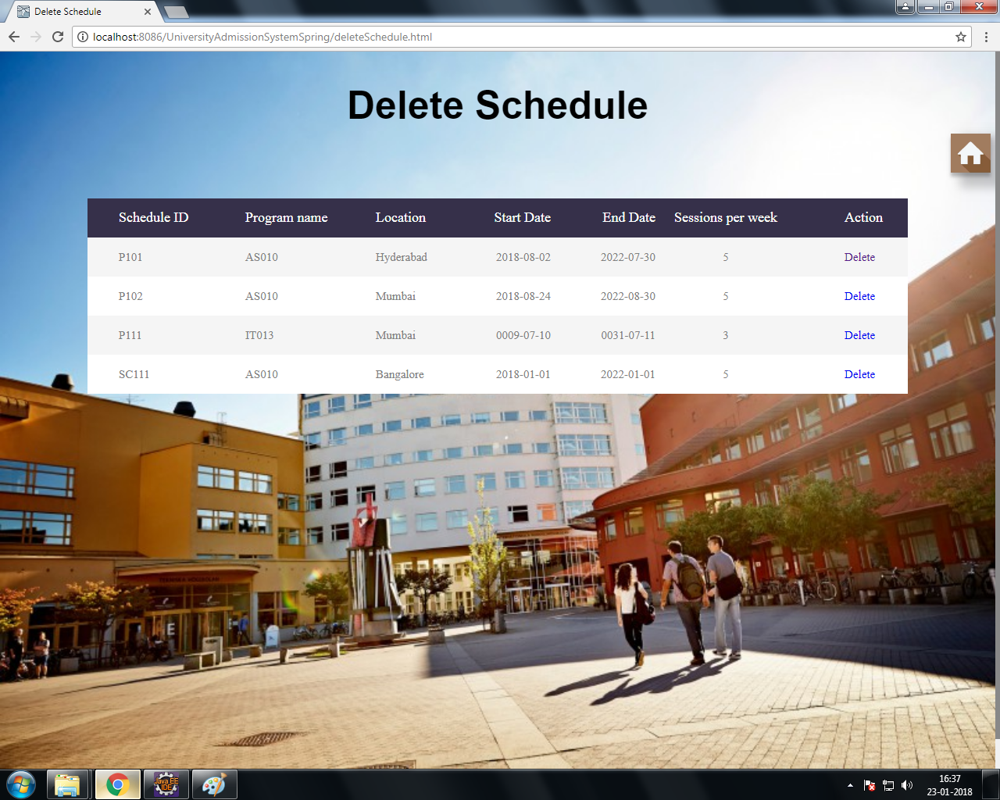 Delete Schedule
localhost:8086/UniversityAdmissionSystemSpring/deleteSchedule.html
Delete Schedule
Schedule ID Program name Location Start Date End Date Sessions per week Action
P101 AS010 Hyderabad 2018-08-02 2022-07-30 5 Delete
P102 AS010 Mumbai 2018-08-24 2022-08-30 5 Delete
P111 IT013 Mumbai 0009-07-10 0031-07-11 3 Delete
SC111 AS010 Bangalore 2018-01-01 2022-01-01 5 Delete
E
Java EE
IDE
16:37
23-01-2018